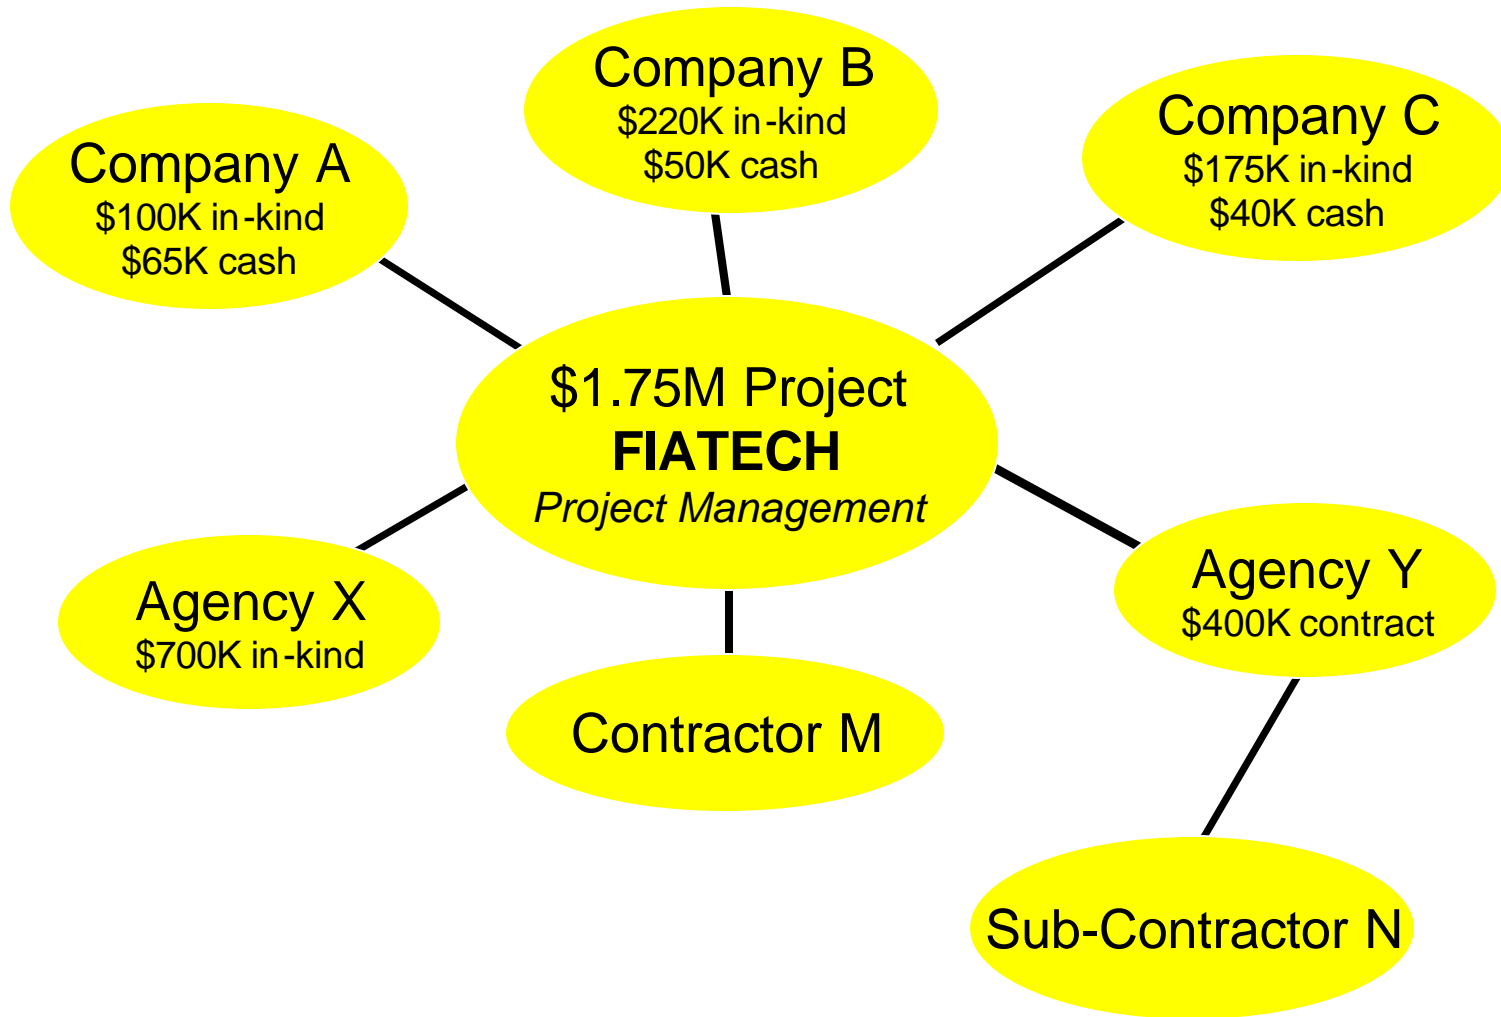 Company B
$220K in-kind
$50K cash
Company C
$175K in-kind
$40K cash
Company A
$100K in-kind
$65K cash
$1.75M Project
FIATECH
Project Management
Agency X
$700K in-kind
Agency Y
$400K contract
Contractor M
Sub-Contractor N